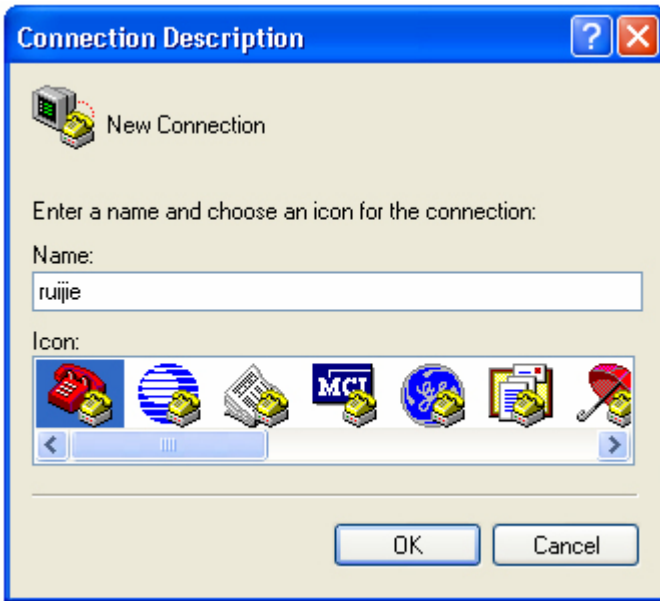 Connection Description
New Connection
Enter a name and choose an icon for the connection:
Name:
ruijie
Icon:
MCI
OK
Cancel